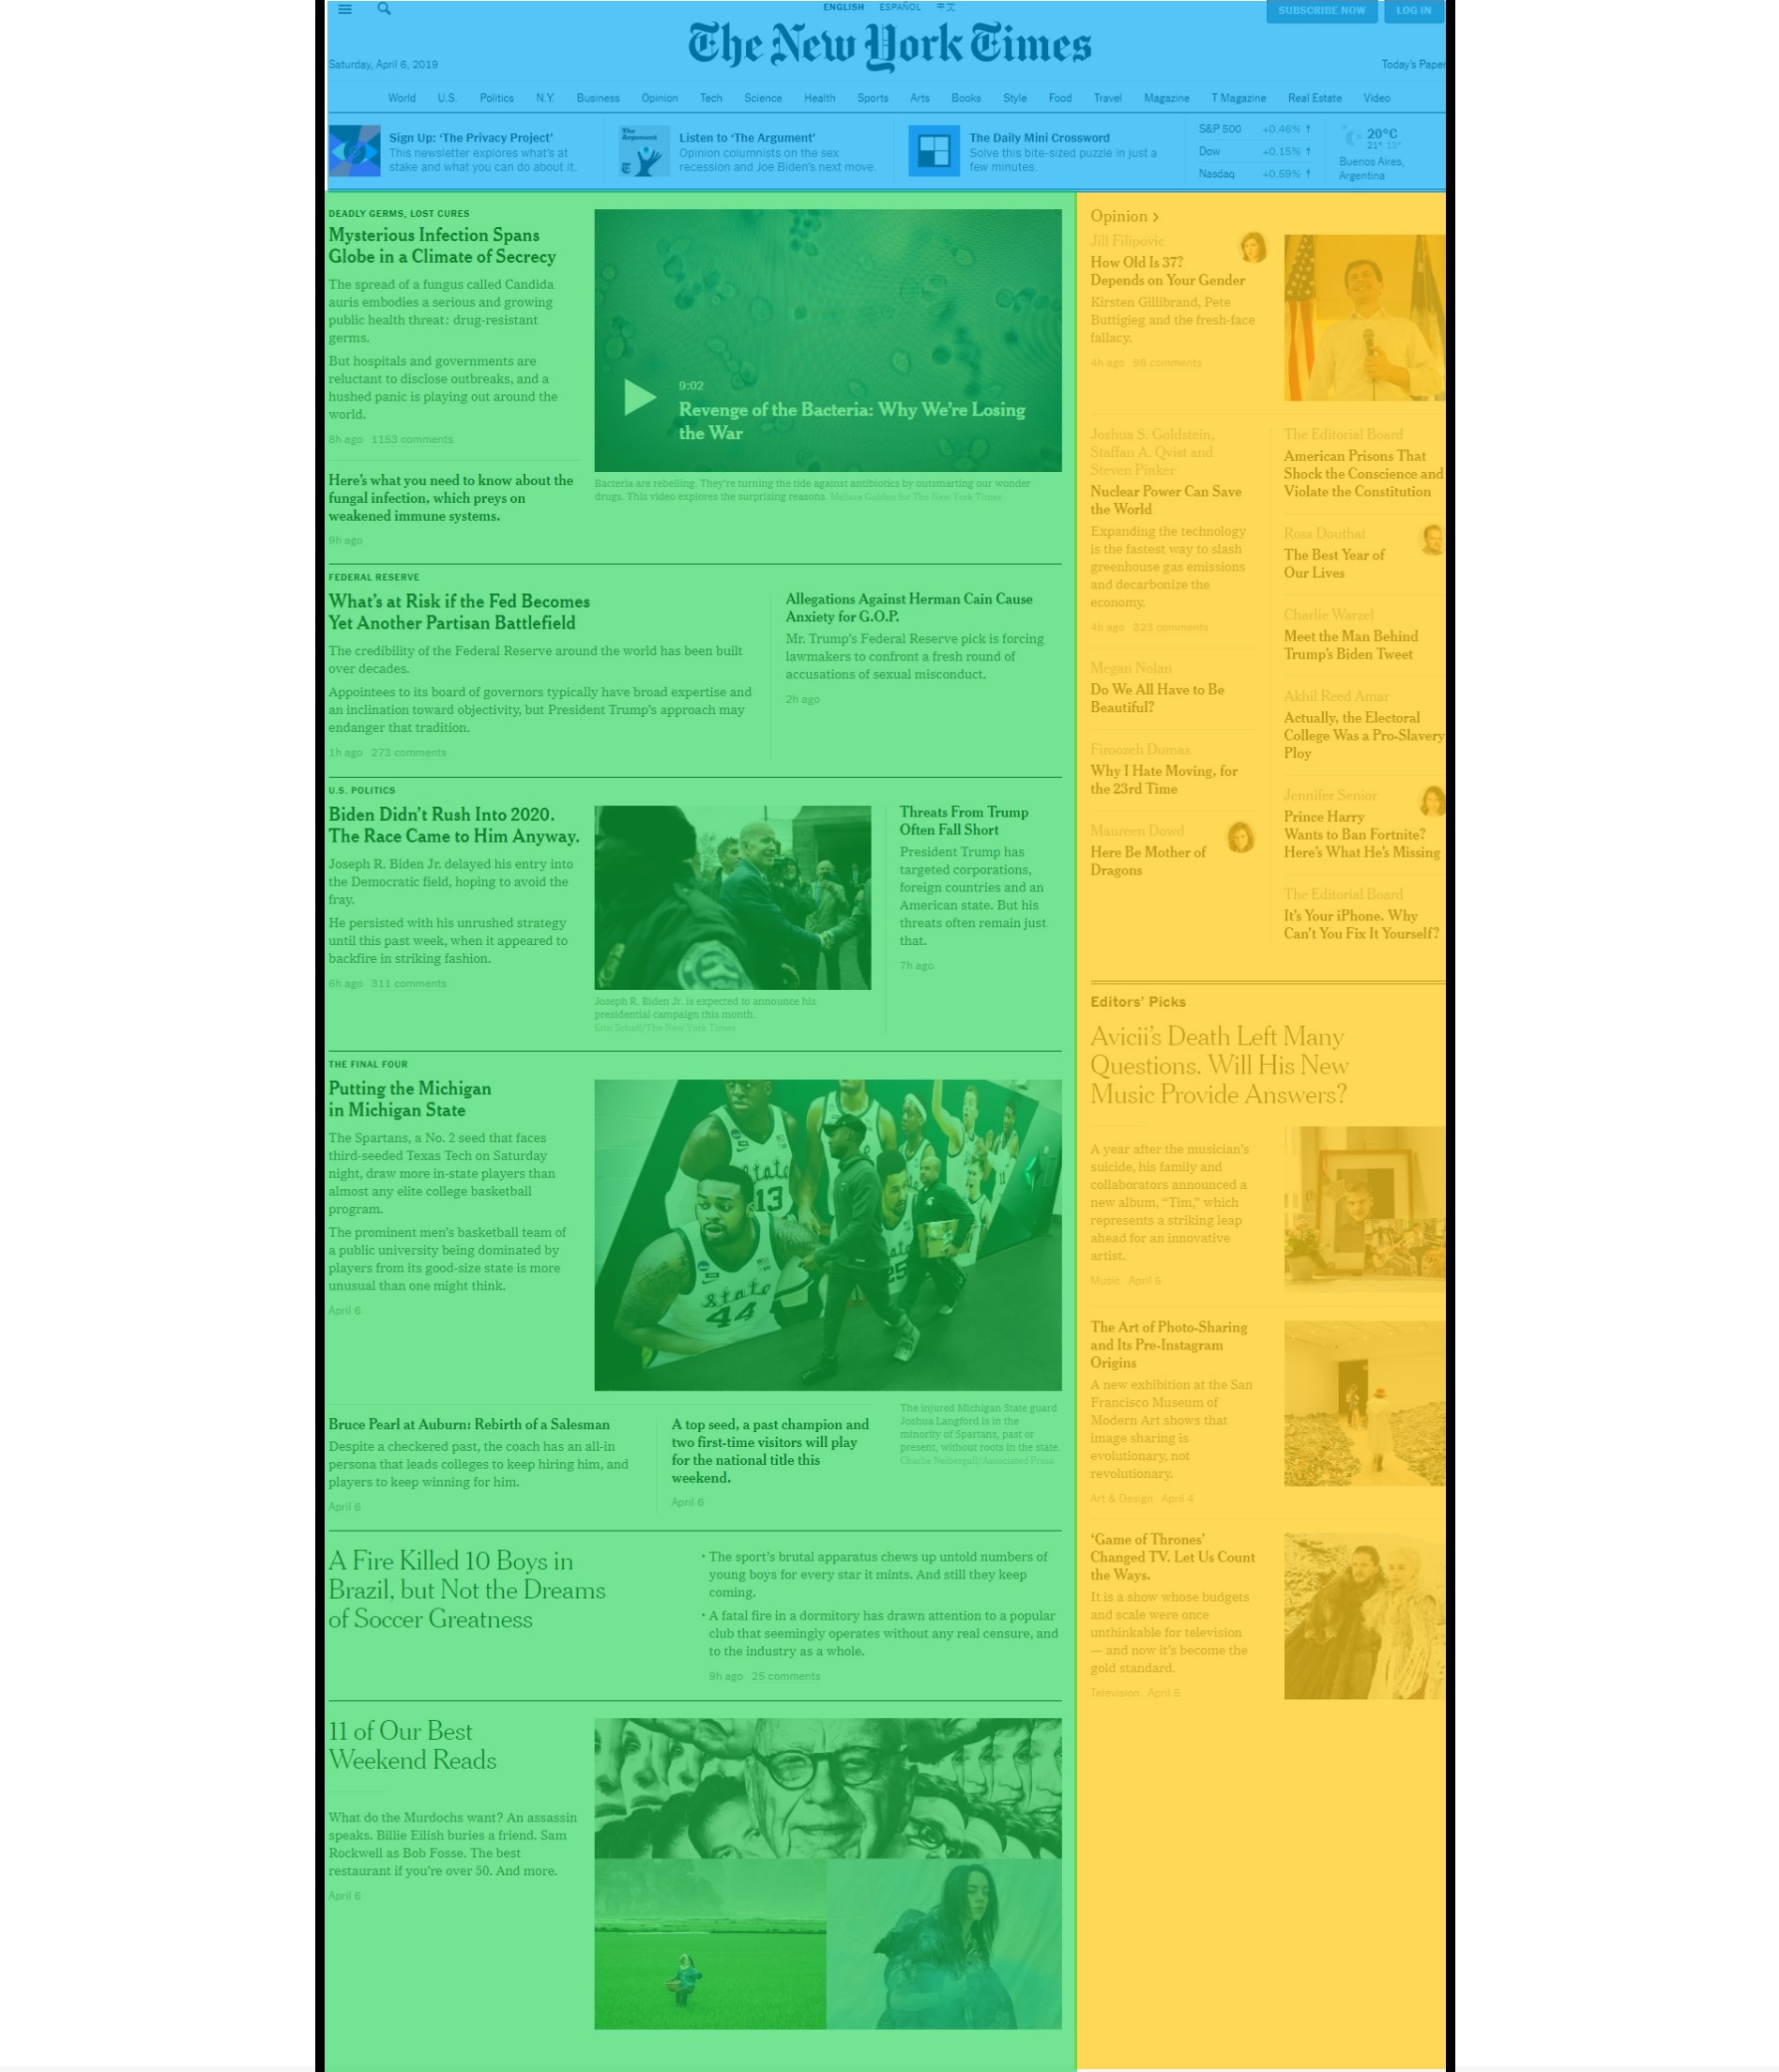 ENGLISH ESPAÑOL 中文
SUBSCRIBE NOW LOG IN
The New York Times
Saturday, April 6, 2019
Today's Paper
World U.S. Politics N.Y. Business Opinion Tech Science Health Sports Arts Books Style Food Travel Magazine T Magazine Real Estate Video
Sign Up: ‘The Privacy Project’
This newsletter explores what's at
stake and what you can do about it.
The
Argument
Listen to ‘The Argument’
Opinion columnists on the sex
recession and Joe Biden's next move.
The Daily Mini Crossword
Solve this bite-sized puzzle in just a
few minutes.
S&P 500 +0.46% ↑
Dow +0.15% ↑
Nasdaq +0.59% ↑
20°C
21° 13°
Buenos Aires,
Argentina
DEADLY GERMS, LOST CURES
Mysterious Infection Spans
Globe in a Climate of Secrecy
The spread of a fungus called Candida
auris embodies a serious and growing
public health threat: drug-resistant
germs.
But hospitals and governments are
reluctant to disclose outbreaks, and a
hushed panic is playing out around the
world.
8h ago 1153 comments
Here's what you need to know about the
fungal infection, which preys on
weakened immune systems.
9h ago
9:02
Revenge of the Bacteria: Why We're Losing
the War
Bacteria are rebelling. They're turning the tide against antibiotics by outsmarting our wonder
drugs. This video explores the surprising reasons. Melissa Golden for The New York Times
FEDERAL RESERVE
What's at Risk if the Fed Becomes
Yet Another Partisan Battlefield
The credibility of the Federal Reserve around the world has been built
over decades.
Appointees to its board of governors typically have broad expertise and
an inclination toward objectivity, but President Trump's approach may
endanger that tradition.
1h ago 273 comments
Allegations Against Herman Cain Cause
Anxiety for G.O.P.
Mr. Trump's Federal Reserve pick is forcing
lawmakers to confront a fresh round of
accusations of sexual misconduct.
2h ago
U.S. POLITICS
Biden Didn't Rush Into 2020.
The Race Came to Him Anyway.
Joseph R. Biden Jr. delayed his entry into
the Democratic field, hoping to avoid the
fray.
He persisted with his unrushed strategy
until this past week, when it appeared to
backfire in striking fashion.
6h ago 311 comments
Joseph R. Biden Jr. is expected to announce his
presidential campaign this month.
Erin Schaff/The New York Times
Threats From Trump
Often Fall Short
President Trump has
targeted corporations,
foreign countries and an
American state. But his
threats often remain just
that.
7h ago
THE FINAL FOUR
Putting the Michigan
in Michigan State
The Spartans, a No. 2 seed that faces
third-seeded Texas Tech on Saturday
night, draw more in-state players than
almost any elite college basketball
program.
The prominent men's basketball team of
a public university being dominated by
players from its good-size state is more
unusual than one might think.
April 6
State
13
State
44
25
The injured Michigan State guard
Joshua Langford is in the
minority of Spartans, past or
present, without roots in the state.
Charlie Neibergall/Associated Press
Bruce Pearl at Auburn: Rebirth of a Salesman
Despite a checkered past, the coach has an all-in
persona that leads colleges to keep hiring him, and
players to keep winning for him.
April 6
A top seed, a past champion and
two first-time visitors will play
for the national title this
weekend.
April 6
A Fire Killed 10 Boys in
Brazil, but Not the Dreams
of Soccer Greatness
• The sport's brutal apparatus chews up untold numbers of
young boys for every star it mints. And still they keep
coming.
• A fatal fire in a dormitory has drawn attention to a popular
club that seemingly operates without any real censure, and
to the industry as a whole.
9h ago 25 comments
11 of Our Best
Weekend Reads
What do the Murdochs want? An assassin
speaks. Billie Eilish buries a friend. Sam
Rockwell as Bob Fosse. The best
restaurant if you're over 50. And more.
April 6
Opinion ›
Jill Filipovic
How Old Is 37?
Depends on Your Gender
Kirsten Gillibrand, Pete
Buttigieg and the fresh-face
fallacy.
4h ago 98 comments
Joshua S. Goldstein,
Staffan A. Qvist and
Steven Pinker
Nuclear Power Can Save
the World
Expanding the technology
is the fastest way to slash
greenhouse gas emissions
and decarbonize the
economy.
4h ago 323 comments
Megan Nolan
Do We All Have to Be
Beautiful?
Firoozeh Dumas
Why I Hate Moving, for
the 23rd Time
Maureen Dowd
Here Be Mother of
Dragons
The Editorial Board
American Prisons That
Shock the Conscience and
Violate the Constitution
Ross Douthat
The Best Year of
Our Lives
Charlie Warzel
Meet the Man Behind
Trump's Biden Tweet
Akhil Reed Amar
Actually, the Electoral
College Was a Pro-Slavery
Ploy
Jennifer Senior
Prince Harry
Wants to Ban Fortnite?
Here's What He's Missing
The Editorial Board
It's Your iPhone. Why
Can't You Fix It Yourself?
Editors' Picks
Avicii's Death Left Many
Questions. Will His New
Music Provide Answers?
A year after the musician's
suicide, his family and
collaborators announced a
new album, “Tim,” which
represents a striking leap
ahead for an innovative
artist.
Music April 5
The Art of Photo-Sharing
and Its Pre-Instagram
Origins
A new exhibition at the San
Francisco Museum of
Modern Art shows that
image sharing is
evolutionary, not
revolutionary.
Art & Design April 4
‘Game of Thrones’
Changed TV. Let Us Count
the Ways.
It is a show whose budgets
and scale were once
unthinkable for television
— and now it's become the
gold standard.
Television April 5